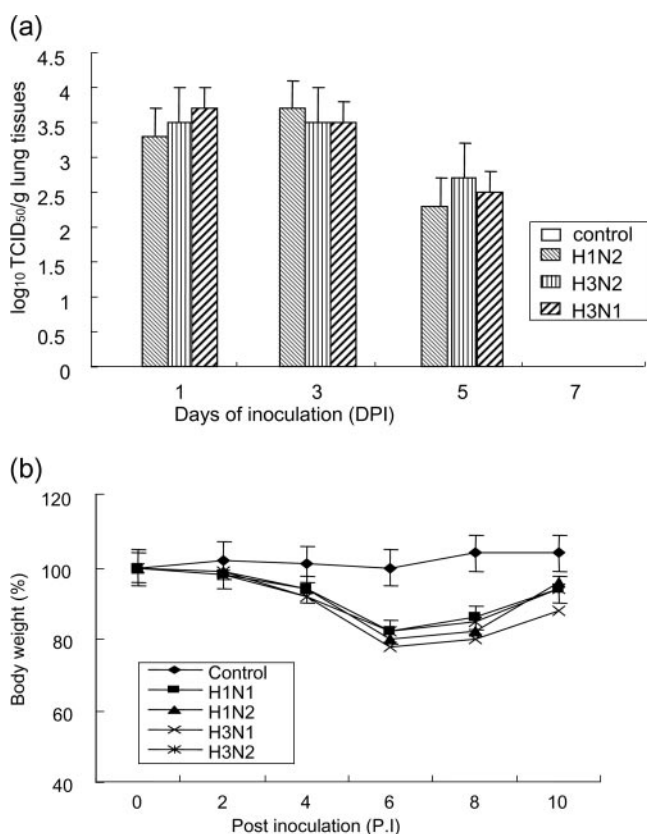 (a)
log₁₀ TCID₅₀/g lung tissues
4.5
4
3.5
3
2.5
2
1.5
1
0.5
0
1 3 5 7
Days of inoculation (DPI)
control
H1N2
H3N2
H3N1
(b)
Body weight (%)
120
100
80
60
40
0 2 4 6 8 10
Post inoculation (P.I)
Control
H1N1
H1N2
H3N1
H3N2